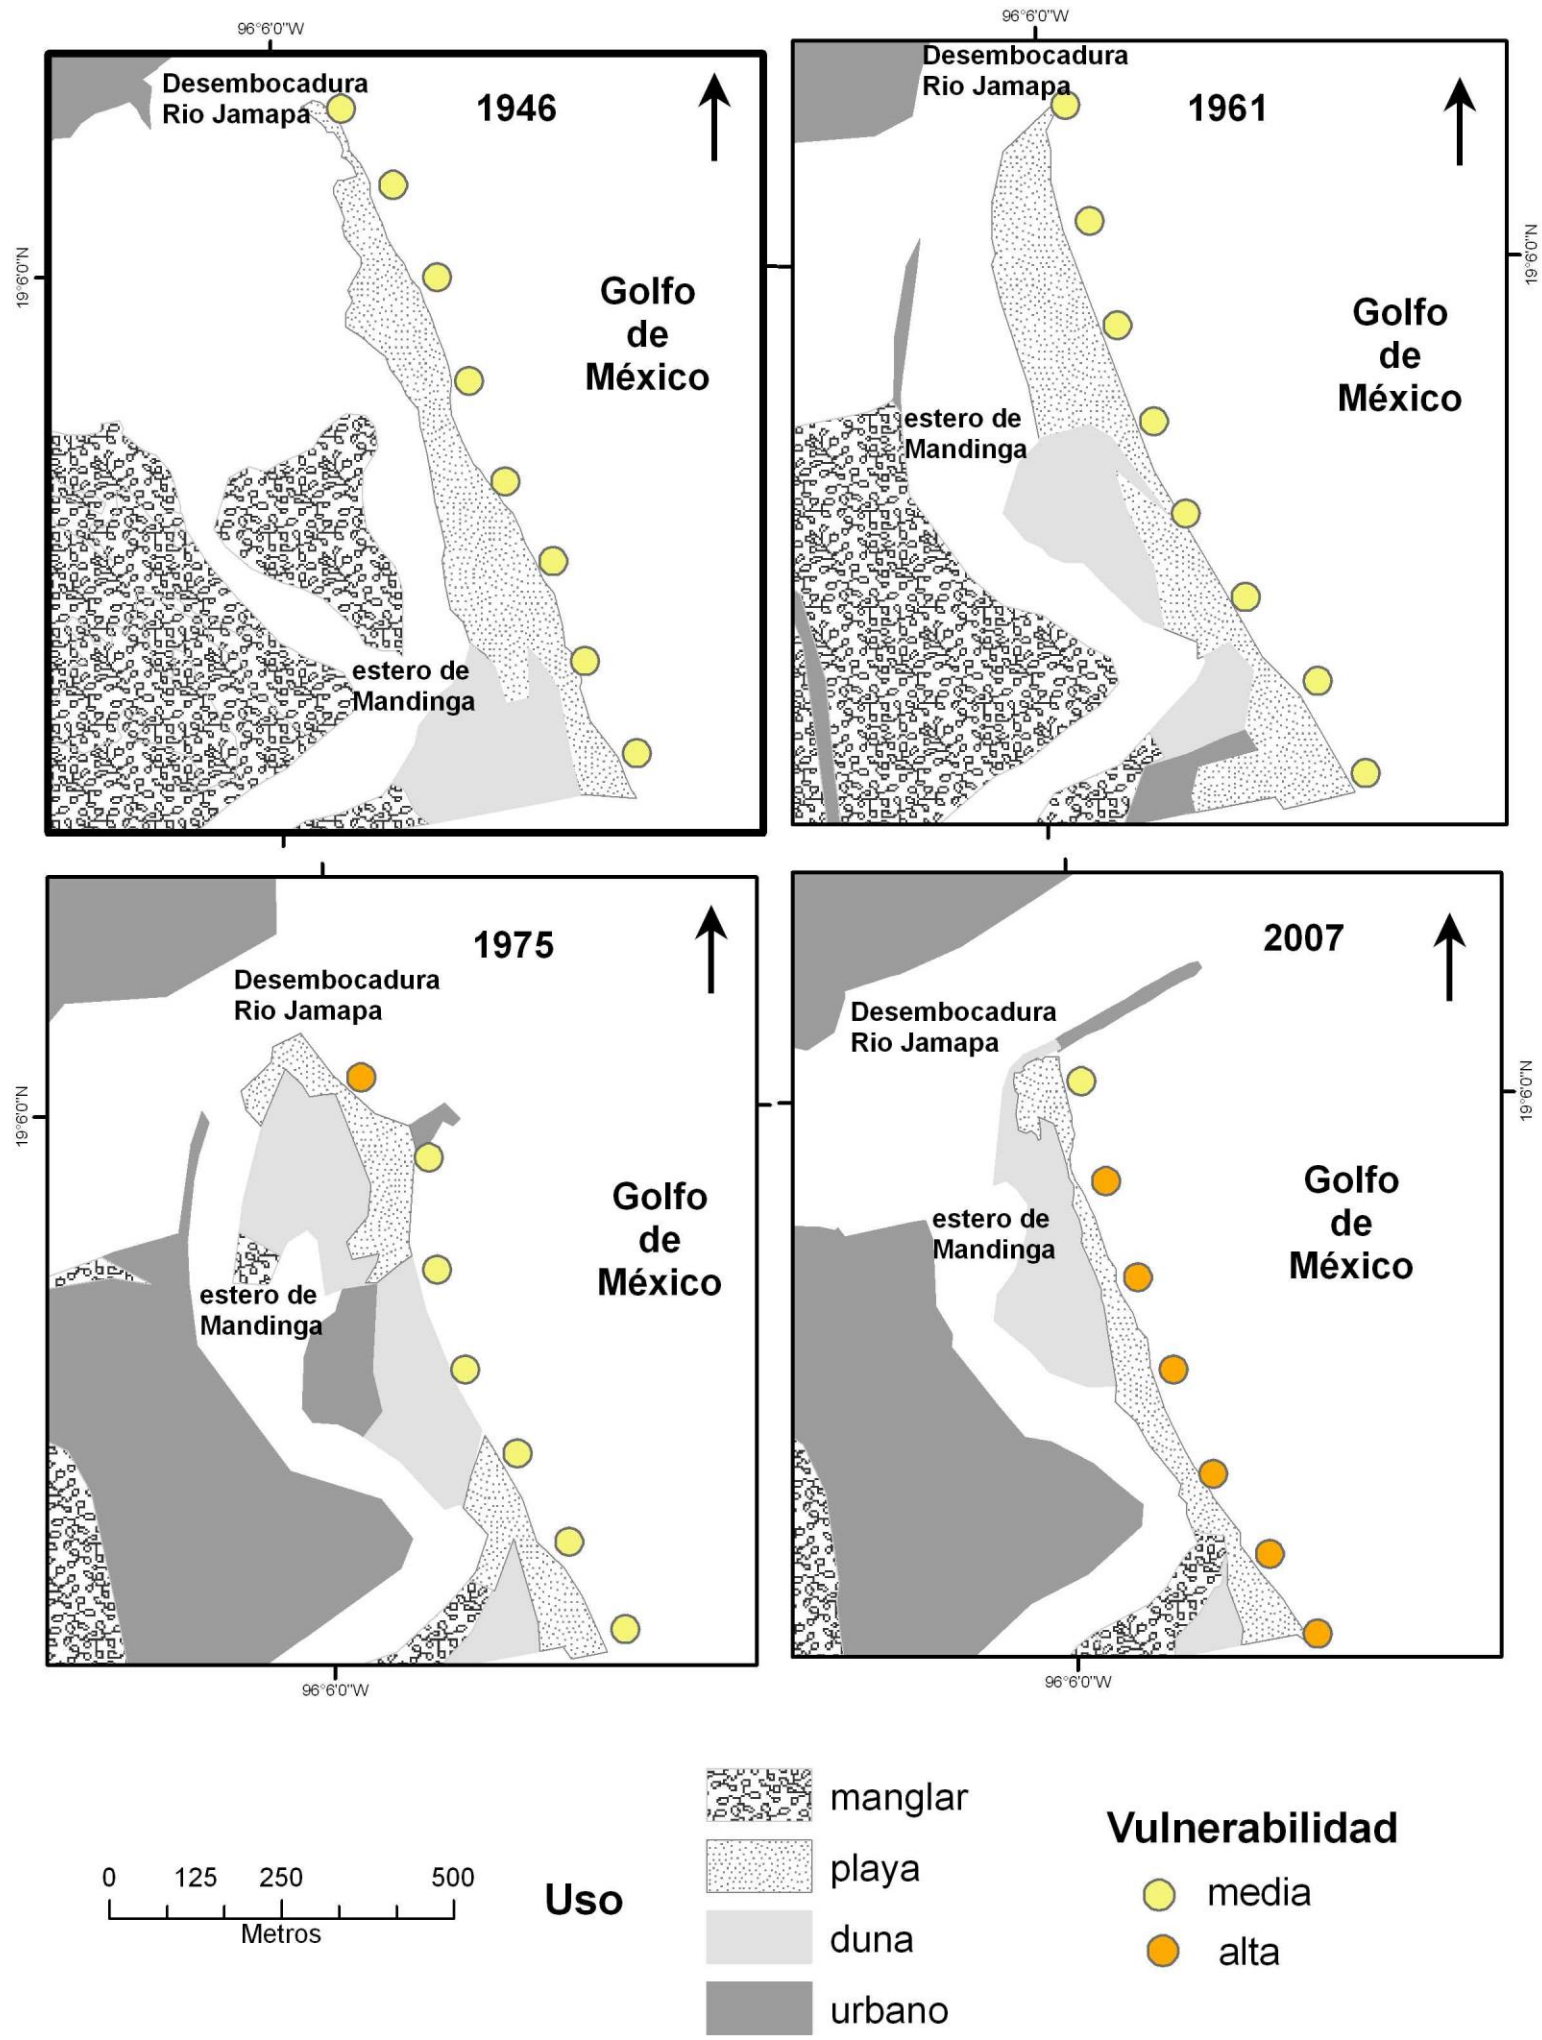 96°6'0"W
96°6'0"W
Desembocadura
Rio Jamapa
1946
Golfo
de
México
estero de
Mandinga
19°6'0"N
Desembocadura
Rio Jamapa
1961
Golfo
de
México
estero de
Mandinga
19°6'0"N
1975
Desembocadura
Rio Jamapa
Golfo
de
México
estero de
Mandinga
19°6'0"N
96°6'0"W
2007
Desembocadura
Rio Jamapa
estero de
Mandinga
Golfo
de
México
19°6'0"N
96°6'0"W
0 125 250 500
Metros
Uso
manglar
playa
duna
urbano
Vulnerabilidad
media
alta